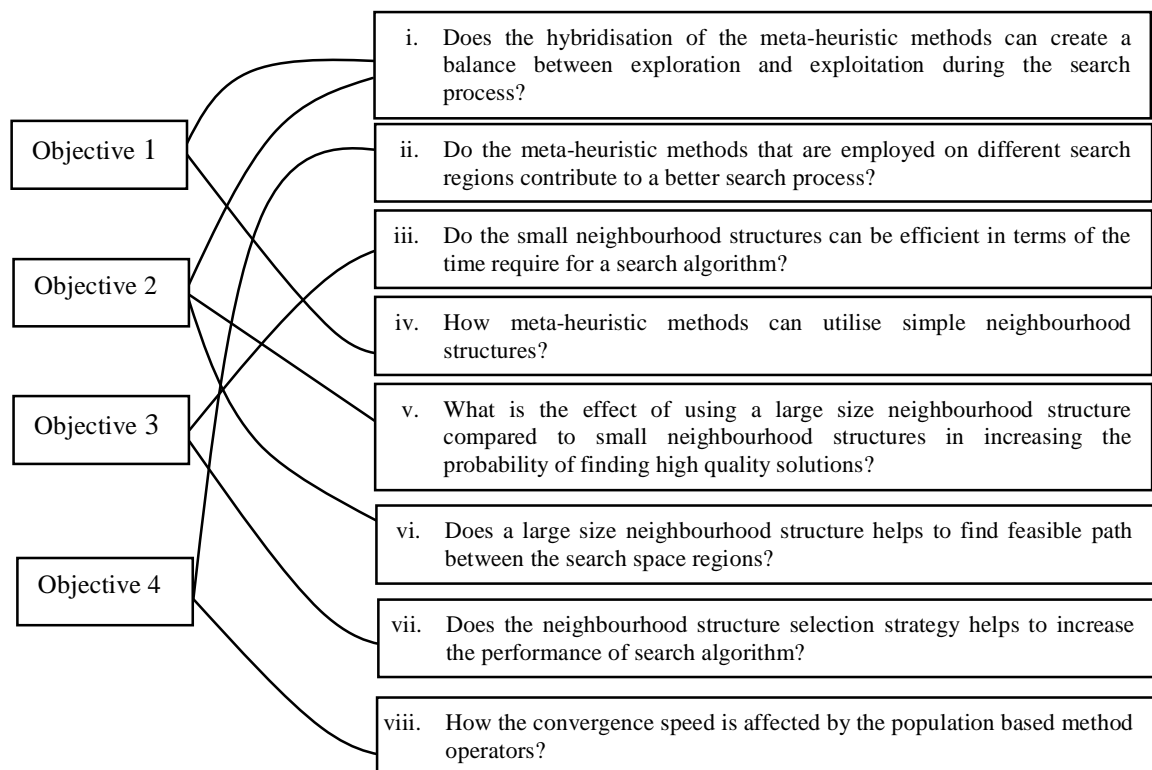 i. Does the hybridisation of the meta-heuristic methods can create a
balance between exploration and exploitation during the search
process?
Objective 1
ii. Do the meta-heuristic methods that are employed on different search
regions contribute to a better search process?
iii. Do the small neighbourhood structures can be efficient in terms of the
time require for a search algorithm?
Objective 2
iv. How meta-heuristic methods can utilise simple neighbourhood
structures?
Objective 3
v. What is the effect of using a large size neighbourhood structure
compared to small neighbourhood structures in increasing the
probability of finding high quality solutions?
vi. Does a large size neighbourhood structure helps to find feasible path
between the search space regions?
Objective 4
vii. Does the neighbourhood structure selection strategy helps to increase
the performance of search algorithm?
viii. How the convergence speed is affected by the population based method
operators?